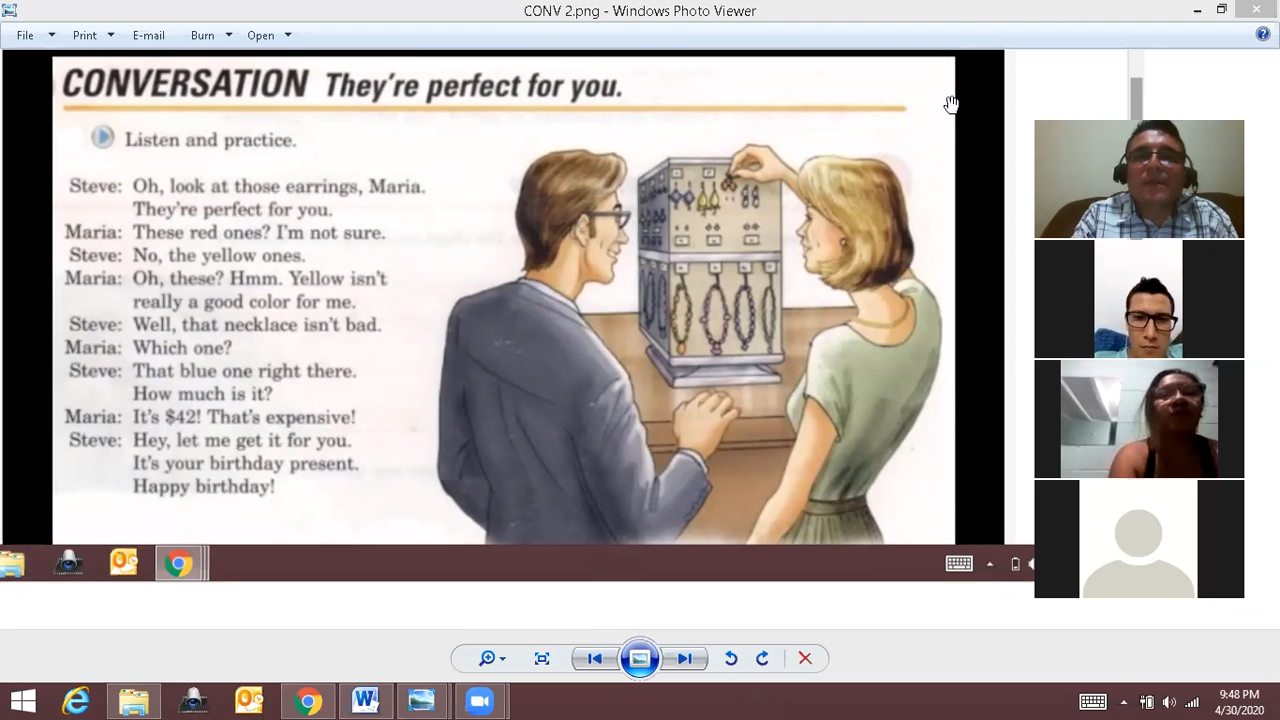 CONV 2.png - Windows Photo Viewer
File Print E-mail Burn Open
CONVERSATION They're perfect for you.
Listen and practice.
Steve: Oh, look at those earrings, Maria.
They're perfect for you.
Maria: These red ones? I'm not sure.
Steve: No, the yellow ones.
Maria: Oh, these? Hmm. Yellow isn't
really a good color for me.
Steve: Well, that necklace isn't bad.
Maria: Which one?
Steve: That blue one right there.
How much is it?
Maria: It's $42! That's expensive!
Steve: Hey, let me get it for you.
It's your birthday present.
Happy birthday!
9:48 PM
4/30/2020